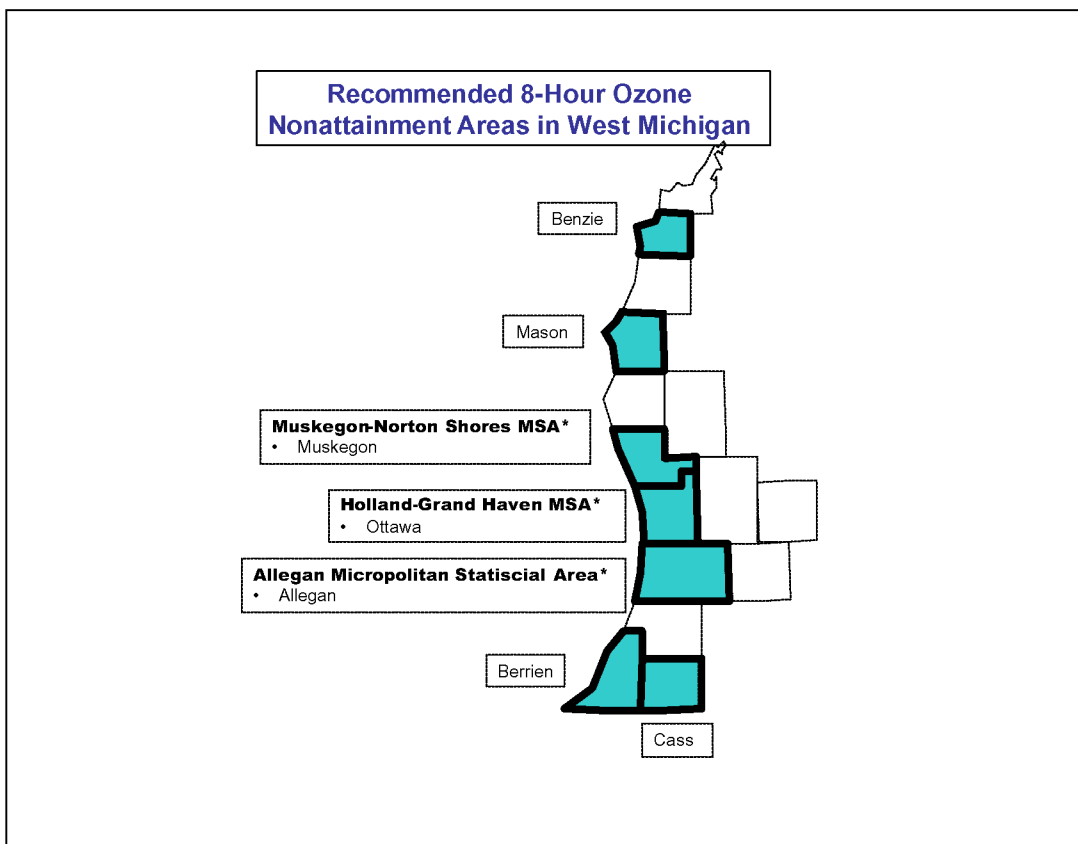 Recommended 8-Hour Ozone
Nonattainment Areas in West Michigan
Benzie
Mason
Muskegon-Norton Shores MSA*
• Muskegon
Holland-Grand Haven MSA*
• Ottawa
Allegan Micropolitan Statiscial Area*
• Allegan
Berrien
Cass